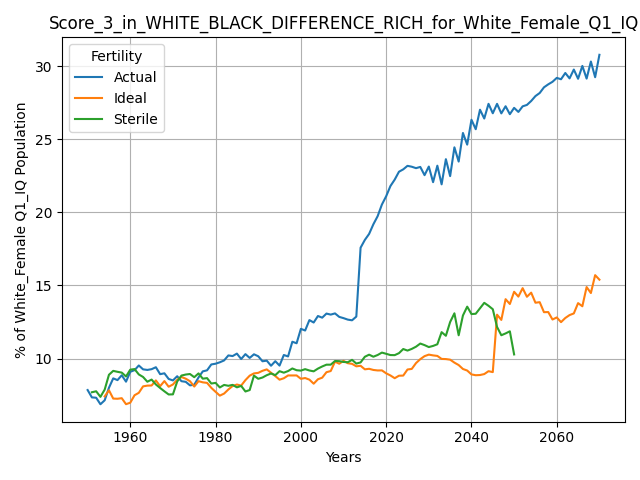 Score_3_in_WHITE_BLACK_DIFFERENCE_RICH_for_White_Female_Q1_IQ
Fertility
Actual
Ideal
Sterile
% of White_Female Q1_IQ Population
30
25
20
15
10
1960
1980
2000
2020
2040
2060
Years